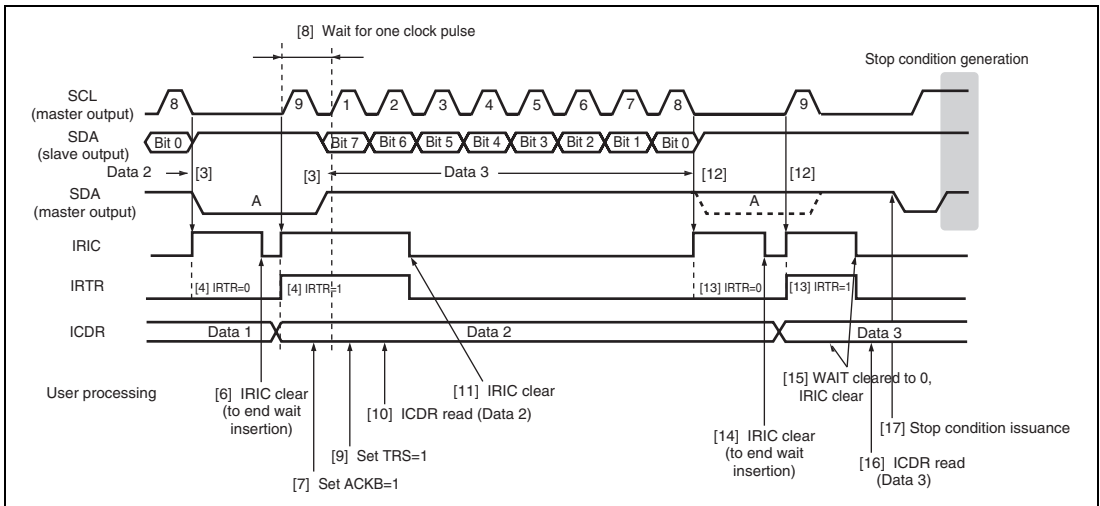 [8] Wait for one clock pulse
Stop condition generation
SCL
(master output)
8 9 1 2 3 4 5 6 7 8 9
SDA
(slave output)
Bit 0 Bit 7 Bit 6 Bit 5 Bit 4 Bit 3 Bit 2 Bit 1 Bit 0
Data 2 [3] [3] Data 3 [12] [12]
SDA
(master output)
A A
IRIC
IRTR
[4] IRTR=0 [4] IRTR=1 [13] IRTR=0 [13] IRTR=1
ICDR
Data 1 Data 2 Data 3
User processing
[6] IRIC clear
(to end wait
insertion)
[7] Set ACKB=1
[9] Set TRS=1
[10] ICDR read (Data 2)
[11] IRIC clear
[14] IRIC clear
(to end wait
insertion)
[15] WAIT cleared to 0,
IRIC clear
[16] ICDR read
(Data 3)
[17] Stop condition issuance